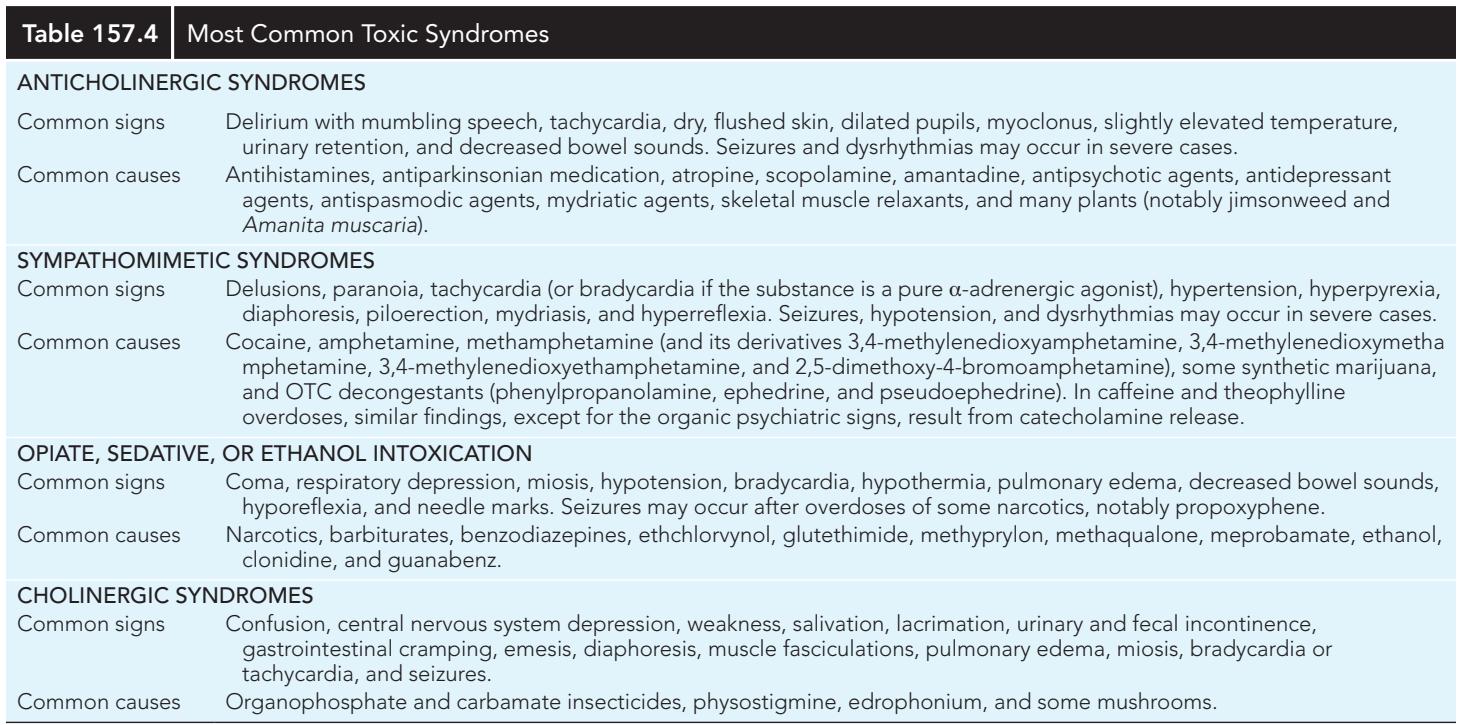 Table 157.4 Most Common Toxic Syndromes
ANTICHOLINERGIC SYNDROMES
Common signs Delirium with mumbling speech, tachycardia, dry, flushed skin, dilated pupils, myoclonus, slightly elevated temperature,
urinary retention, and decreased bowel sounds. Seizures and dysrhythmias may occur in severe cases.
Common causes Antihistamines, antiparkinsonian medication, atropine, scopolamine, amantadine, antipsychotic agents, antidepressant
agents, antispasmodic agents, mydriatic agents, skeletal muscle relaxants, and many plants (notably jimsonweed and
Amanita muscaria).
SYMPATHOMIMETIC SYNDROMES
Common signs Delusions, paranoia, tachycardia (or bradycardia if the substance is a pure α-adrenergic agonist), hypertension, hyperpyrexia,
diaphoresis, piloerection, mydriasis, and hyperreflexia. Seizures, hypotension, and dysrhythmias may occur in severe cases.
Common causes Cocaine, amphetamine, methamphetamine (and its derivatives 3,4-methylenedioxyamphetamine, 3,4-methylenedioxymetha
mphetamine, 3,4-methylenedioxyethamphetamine, and 2,5-dimethoxy-4-bromoamphetamine), some synthetic marijuana,
and OTC decongestants (phenylpropanolamine, ephedrine, and pseudoephedrine). In caffeine and theophylline
overdoses, similar findings, except for the organic psychiatric signs, result from catecholamine release.
OPIATE, SEDATIVE, OR ETHANOL INTOXICATION
Common signs Coma, respiratory depression, miosis, hypotension, bradycardia, hypothermia, pulmonary edema, decreased bowel sounds,
hyporeflexia, and needle marks. Seizures may occur after overdoses of some narcotics, notably propoxyphene.
Common causes Narcotics, barbiturates, benzodiazepines, ethchlorvynol, glutethimide, methyprylon, methaqualone, meprobamate, ethanol,
clonidine, and guanabenz.
CHOLINERGIC SYNDROMES
Common signs Confusion, central nervous system depression, weakness, salivation, lacrimation, urinary and fecal incontinence,
gastrointestinal cramping, emesis, diaphoresis, muscle fasciculations, pulmonary edema, miosis, bradycardia or
tachycardia, and seizures.
Common causes Organophosphate and carbamate insecticides, physostigmine, edrophonium, and some mushrooms.